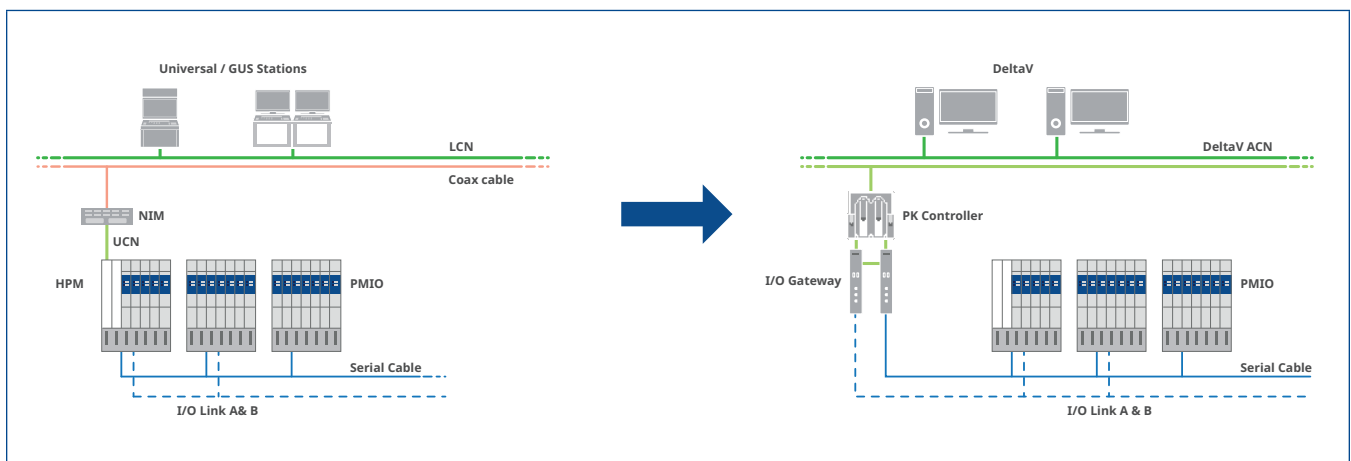 Universal / GUS Stations
LCN
Coax cable
NIM
UCN
HPM
PMIO
Serial Cable
I/O Link A& B
DeltaV
DeltaV ACN
PK Controller
I/O Gateway
PMIO
Serial Cable
I/O Link A & B